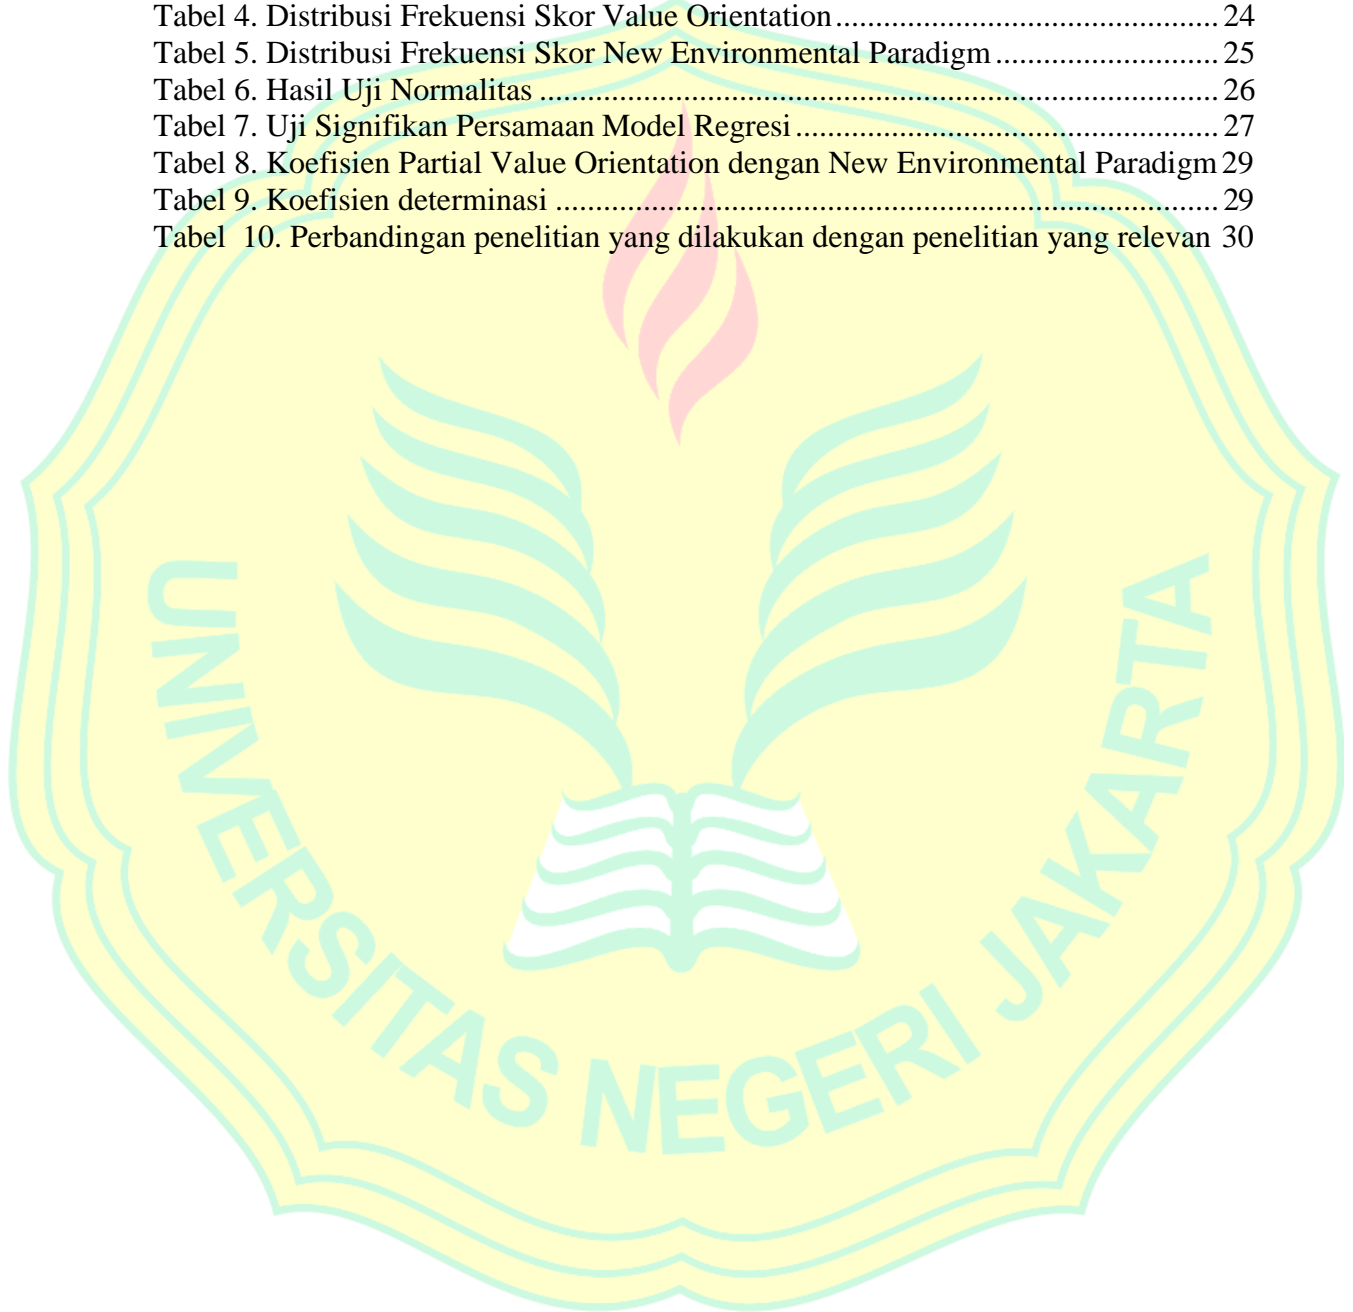 Tabel 4. Distribusi Frekuensi Skor Value Orientation ................................................ 24
Tabel 5. Distribusi Frekuensi Skor New Environmental Paradigm ............................ 25
Tabel 6. Hasil Uji Normalitas .................................................................................... 26
Tabel 7. Uji Signifikan Persamaan Model Regresi ..................................................... 27
Tabel 8. Koefisien Partial Value Orientation dengan New Environmental Paradigm 29
Tabel 9. Koefisien determinasi .................................................................................. 29
Tabel  10. Perbandingan penelitian yang dilakukan dengan penelitian yang relevan 30
UNIVERSITAS NEGERI JAKARTA